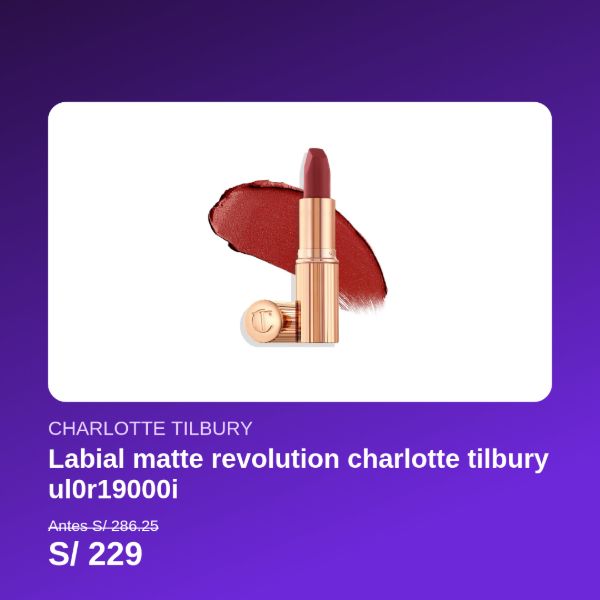 CHARLOTTE TILBURY
Labial matte revolution charlotte tilbury
ul0r19000i
Antes S/ 286.25
S/ 229